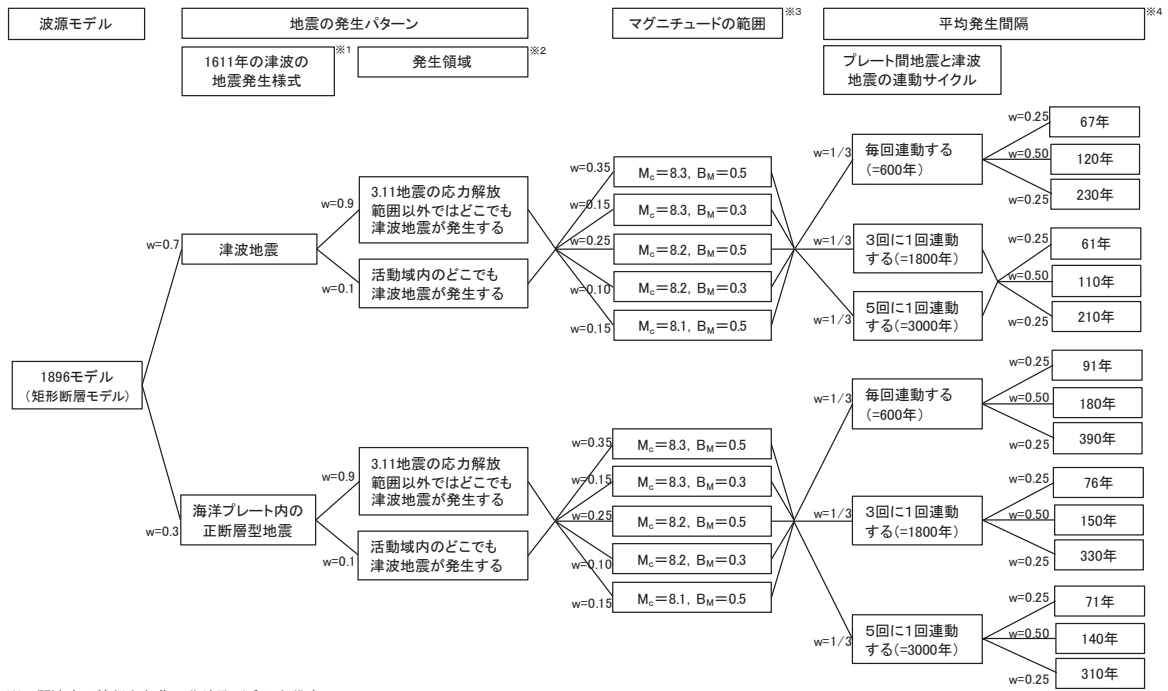 波源モデル
地震の発生パターン
マグニチュードの範囲
※3
平均発生間隔
※4
1611年の津波の
地震発生様式
※1
発生領域
※2
プレート間地震と津波
地震の連動サイクル
1896モデル
(矩形断層モデル)
w=0.7
津波地震
w=0.9
3.11地震の応力解放
範囲以外ではどこでも
津波地震が発生する
w=0.1
活動域内のどこでも
津波地震が発生する
w=0.35
Mc=8.3, BM=0.5
w=0.15
Mc=8.3, BM=0.3
w=0.25
Mc=8.2, BM=0.5
w=0.10
Mc=8.2, BM=0.3
w=0.15
Mc=8.1, BM=0.5
w=1/3
毎回連動する
(=600年)
w=0.25
67年
w=0.50
120年
w=0.25
230年
w=1/3
3回に1回連動
する(=1800年)
w=1/3
5回に1回連動
する(=3000年)
w=0.25
61年
w=0.50
110年
w=0.25
210年
w=0.3
海洋プレート内の
正断層型地震
w=0.9
3.11地震の応力解放
範囲以外ではどこでも
津波地震が発生する
w=0.1
活動域内のどこでも
津波地震が発生する
w=0.35
Mc=8.3, BM=0.5
w=0.15
Mc=8.3, BM=0.3
w=0.25
Mc=8.2, BM=0.5
w=0.10
Mc=8.2, BM=0.3
w=0.15
Mc=8.1, BM=0.5
w=1/3
毎回連動する
(=600年)
w=0.25
91年
w=0.50
180年
w=0.25
390年
w=1/3
3回に1回連動
する(=1800年)
w=0.25
76年
w=0.50
150年
w=0.25
330年
w=1/3
5回に1回連動
する(=3000年)
w=0.25
71年
w=0.50
140年
w=0.25
310年